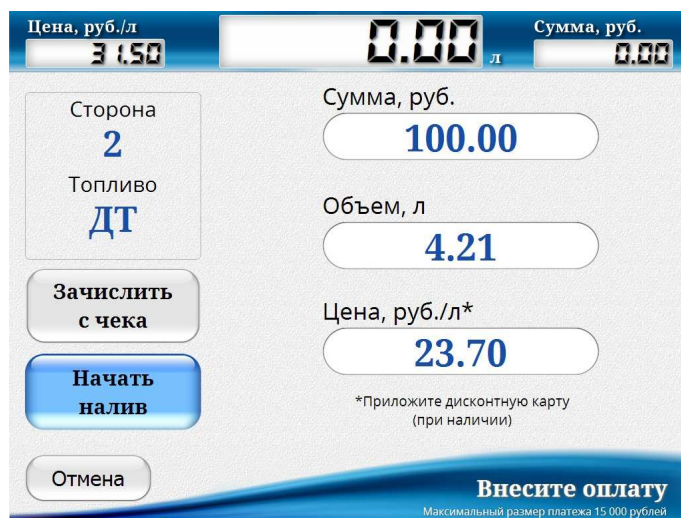 Цена, руб./л
31.50
0.00 л
Сумма, руб.
0.00
Сторона
2
Топливо
ДТ
Зачислить
с чека
Начать
налив
Отмена
Сумма, руб.
100.00
Объем, л
4.21
Цена, руб./л*
23.70
*Приложите дисконтную карту
(при наличии)
Внесите оплату
Максимальный размер платежа 15 000 рублей